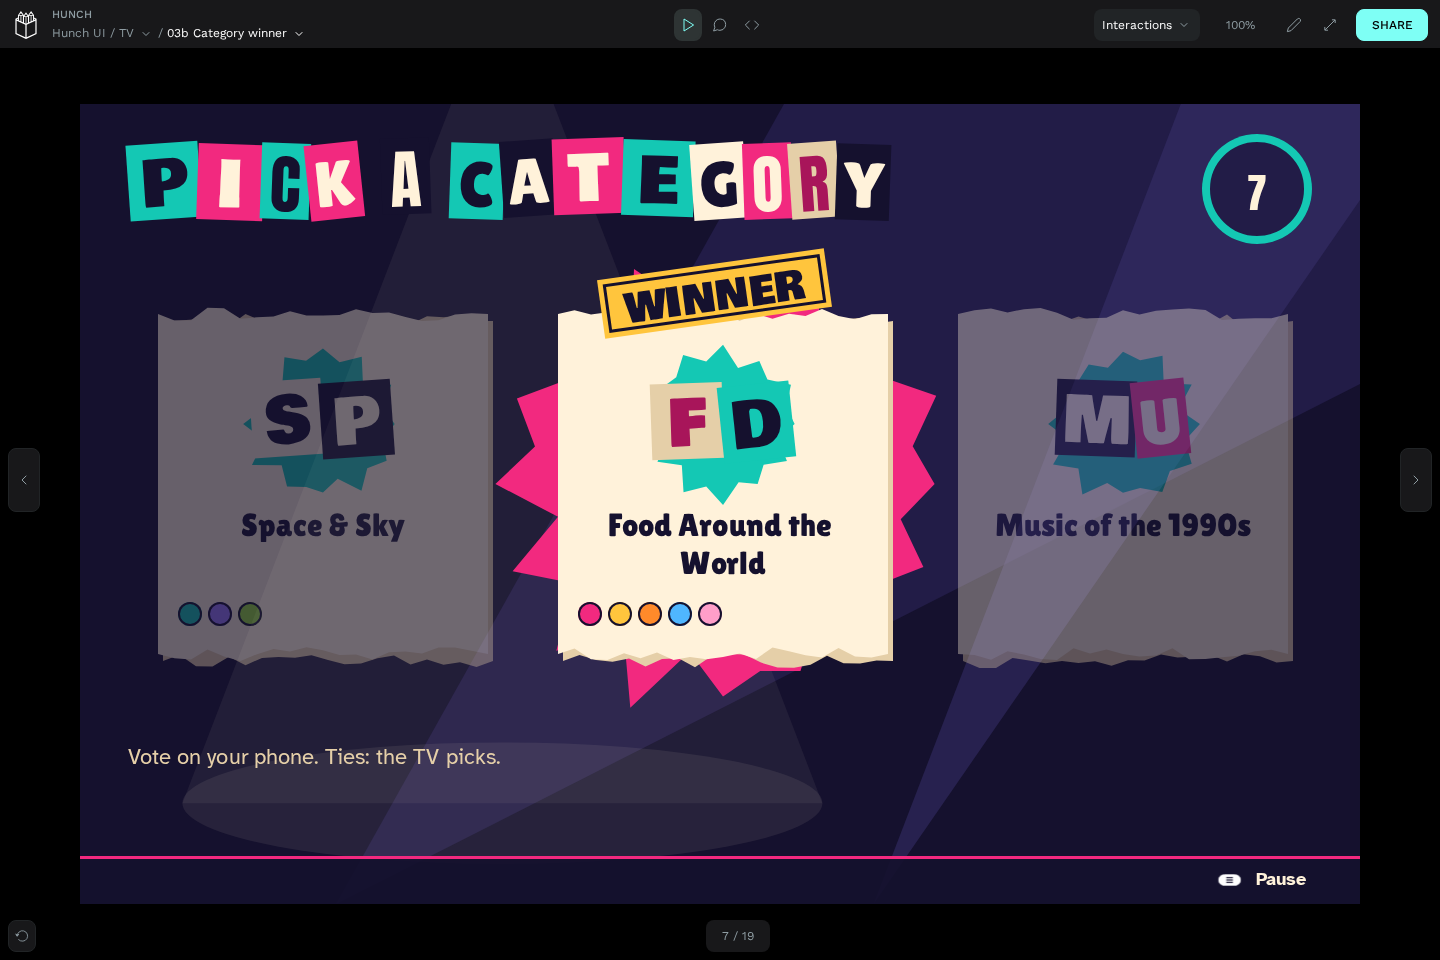 HUNCH
Hunch UI / TV / 03b Category winner
Interactions
100%
SHARE
PICK A CATEGORY
7
WINNER
SP
Space & Sky
FD
Food Around the
World
MU
Music of the 1990s
Vote on your phone. Ties: the TV picks.
Pause
7 / 19